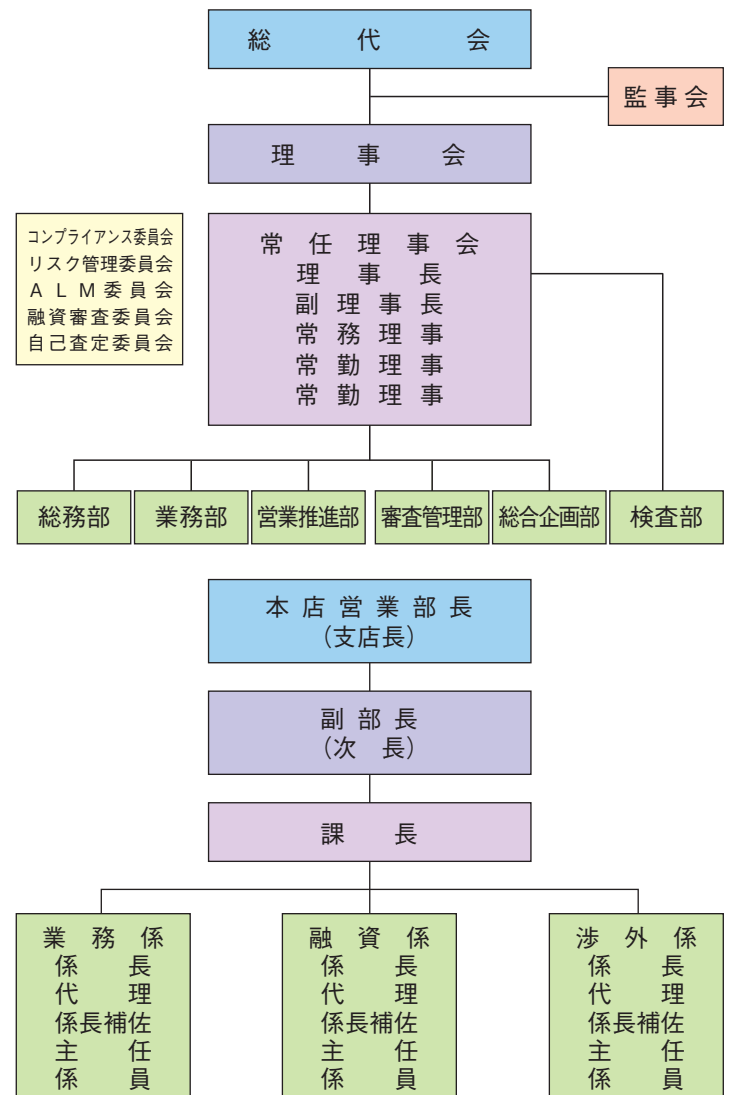 総代会
監事会
理事会
コンプライアンス委員会
リスク管理委員会
ALM委員会
融資審査委員会
自己査定委員会
常任理事会
理事長
副理事長
常務理事
常勤理事
常勤理事
総務部
業務部
営業推進部
審査管理部
総合企画部
検査部
本店営業部長
(支店長)
副部長
(次長)
課長
業務係
係長
代理
係長補佐
主任
係員
融資係
係長
代理
係長補佐
主任
係員
渉外係
係長
代理
係長補佐
主任
係員